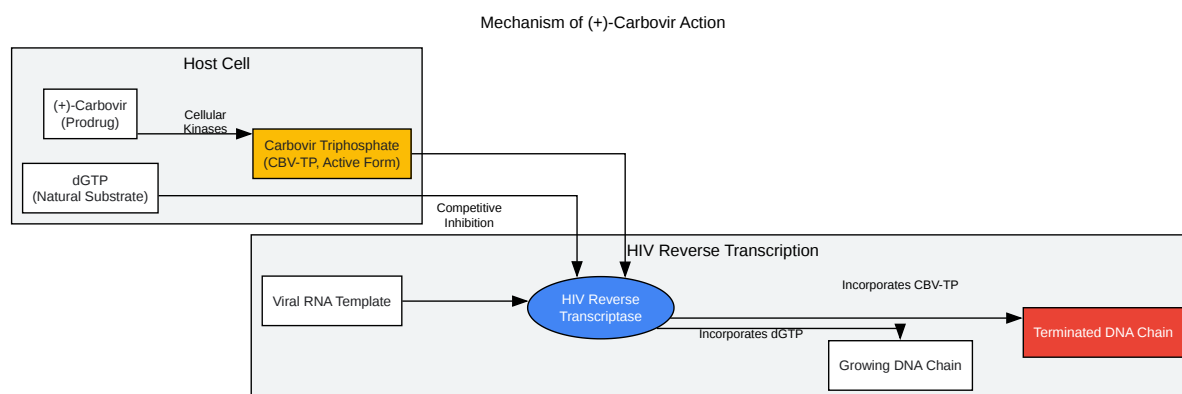 Mechanism of (+)-Carbovir Action
Host Cell
(+)-Carbovir
(Prodrug)
Cellular
Kinases
Carbovir Triphosphate
(CBV-TP, Active Form)
dGTP
(Natural Substrate)
Competitive
Inhibition
HIV Reverse Transcription
Viral RNA Template
HIV Reverse
Transcriptase
Incorporates CBV-TP
Incorporates dGTP
Terminated DNA Chain
Growing DNA Chain